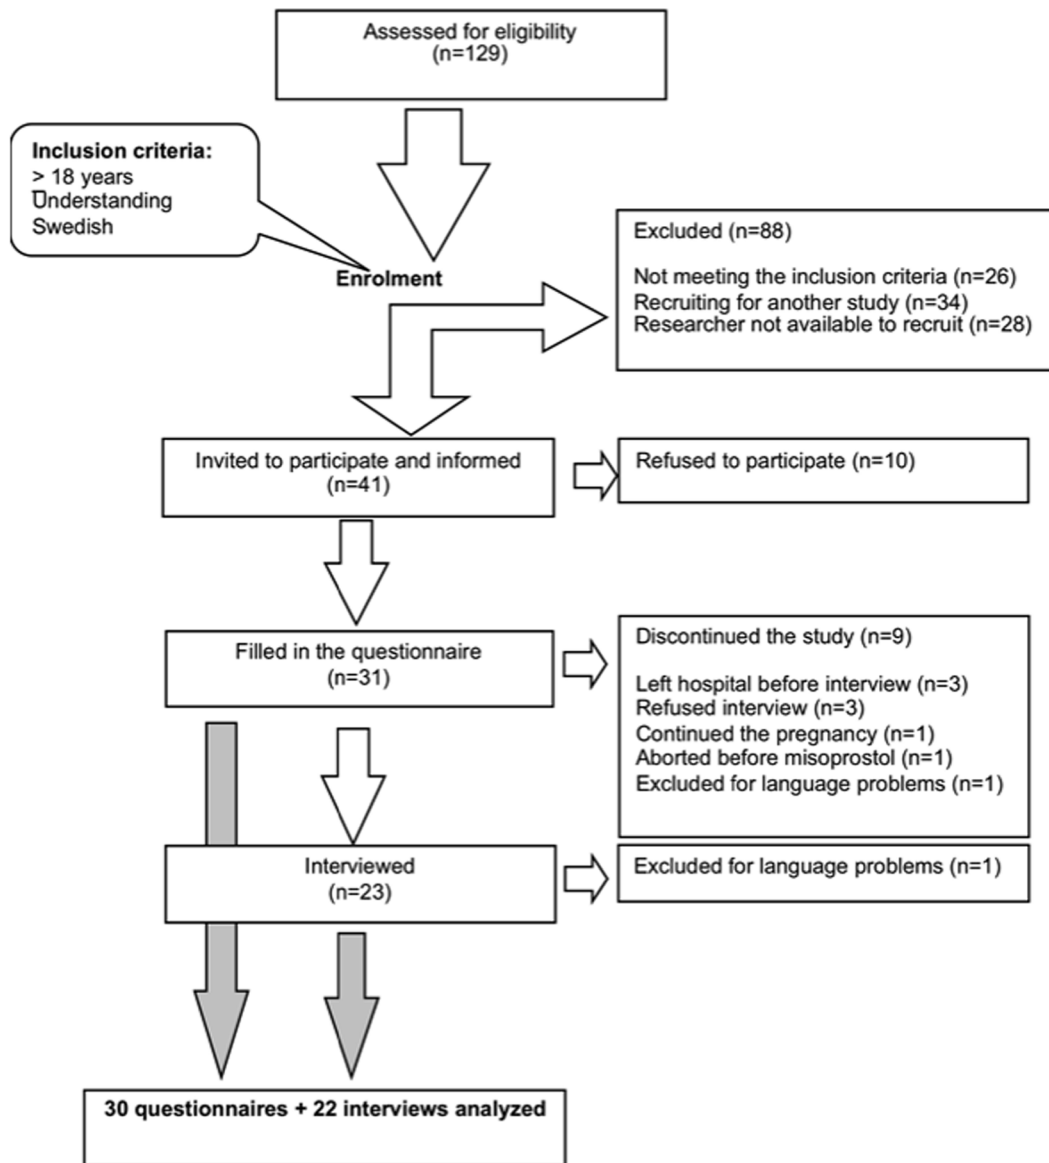 Assessed for eligibility
(n=129)
Inclusion criteria:
> 18 years
Understanding
Swedish
Enrolment
Excluded (n=88)
Not meeting the inclusion criteria (n=26)
Recruiting for another study (n=34)
Researcher not available to recruit (n=28)
Invited to participate and informed
(n=41)
Refused to participate (n=10)
Filled in the questionnaire
(n=31)
Discontinued the study (n=9)
Left hospital before interview (n=3)
Refused interview (n=3)
Continued the pregnancy (n=1)
Aborted before misoprostol (n=1)
Excluded for language problems (n=1)
Interviewed
(n=23)
Excluded for language problems (n=1)
30 questionnaires + 22 interviews analyzed